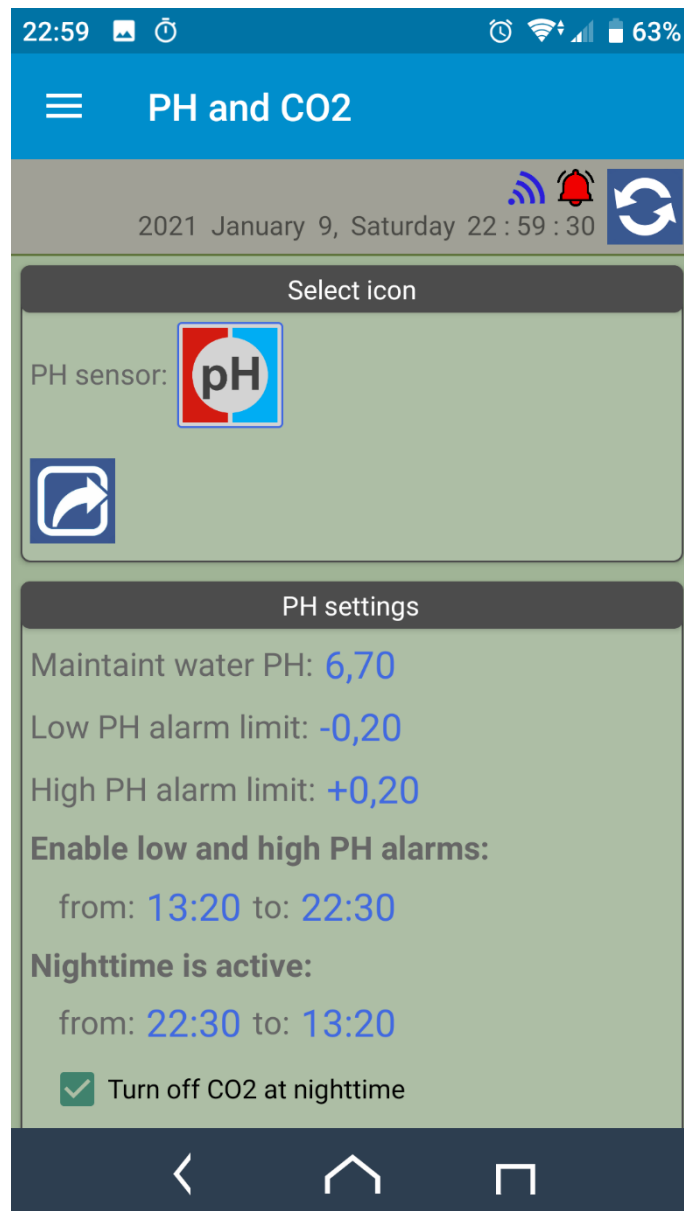 22:59 63%
PH and CO2
2021 January 9, Saturday 22 : 59 : 30
Select icon
PH sensor: pH
PH settings
Maintaint water PH: 6,70
Low PH alarm limit: -0,20
High PH alarm limit: +0,20
Enable low and high PH alarms:
from: 13:20 to: 22:30
Nighttime is active:
from: 22:30 to: 13:20
Turn off CO2 at nighttime